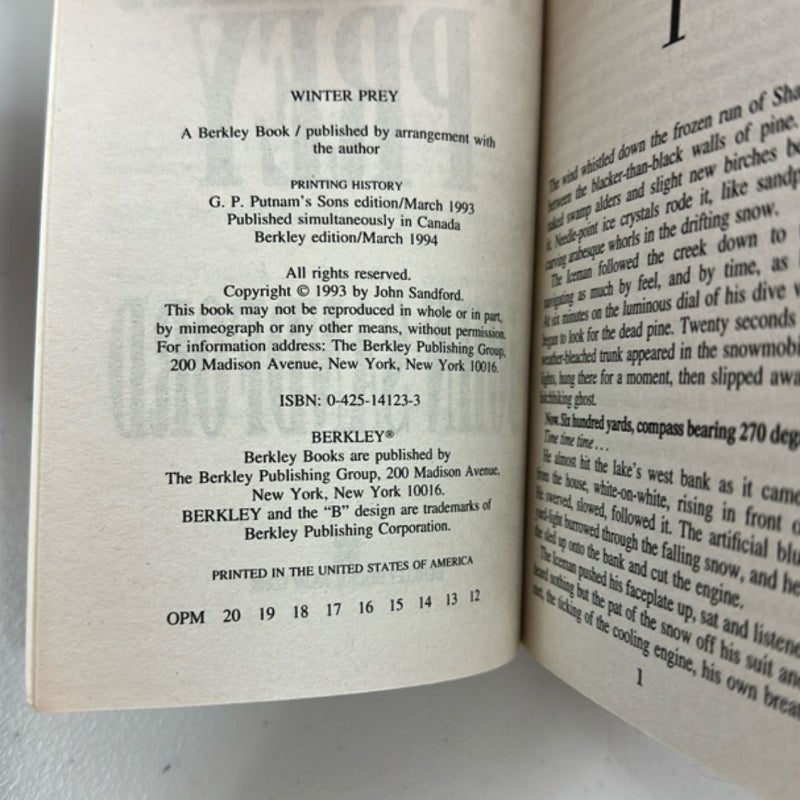 WINTER PREY
A Berkley Book / published by arrangement with
the author
PRINTING HISTORY
G. P. Putnam's Sons edition/March 1993
Published simultaneously in Canada
Berkley edition/March 1994
All rights reserved.
Copyright © 1993 by John Sandford.
This book may not be reproduced in whole or in part,
by mimeograph or any other means, without permission.
For information address: The Berkley Publishing Group,
200 Madison Avenue, New York, New York 10016.
ISBN: 0-425-14123-3
BERKLEY®
Berkley Books are published by
The Berkley Publishing Group, 200 Madison Avenue,
New York, New York 10016.
BERKLEY and the "B" design are trademarks of
Berkley Publishing Corporation.
PRINTED IN THE UNITED STATES OF AMERICA
OPM 20 19 18 17 16 15 14 13 12
1
The wind whistled down the frozen run of Sha
between the blacker-than-black walls of pine.
naked swamp alders and slight new birches be
it. Needle-point ice crystals rode it, like sandp
carving arabesque whorls in the drifting snow.
The Iceman followed the creek down to
navigating as much by feel, and by time, as
At six minutes on the luminous dial of his dive w
began to look for the dead pine. Twenty seconds
weather-bleached trunk appeared in the snowmobi
lights, hung there for a moment, then slipped awa
hitchhiking ghost.
Now. Six hundred yards, compass bearing 270 degr
Time time time . . .
He almost hit the lake's west bank as it came
from the house, white-on-white, rising in front o
He swerved, slowed, followed it. The artificial blu
yard-light burrowed through the falling snow, and he
the sled up onto the bank and cut the engine.
The Iceman pushed his faceplate up, sat and listene
heard nothing but the pat of the snow off his suit and
the ticking of the cooling engine, his own brea
1